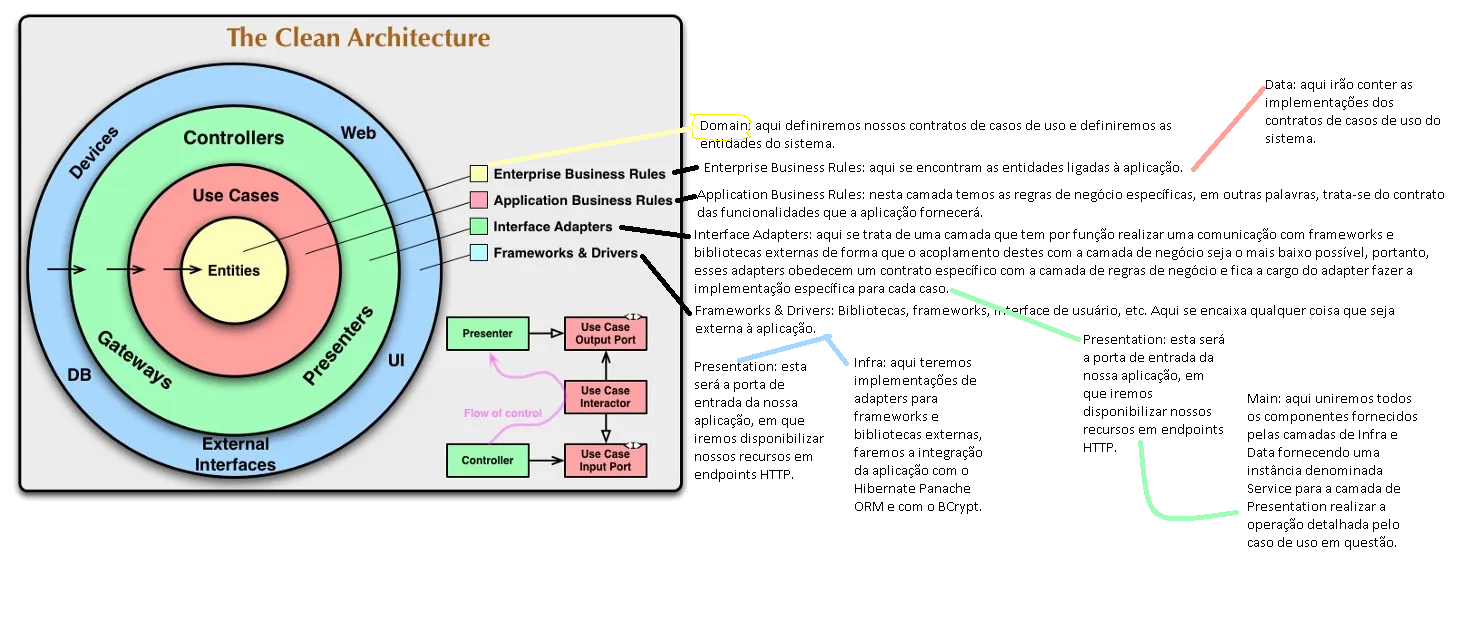 The Clean Architecture
Devices
Web
Controllers
Use Cases
Entities
Gateways
Presenters
DB
UI
External
Interfaces
Enterprise Business Rules
Application Business Rules
Interface Adapters
Frameworks & Drivers
Presenter
<I>
Use Case
Output Port
Use Case
Interactor
Flow of control
Controller
<I>
Use Case
Input Port
Domain: aqui definiremos nossos contratos de casos de uso e definiremos as
entidades do sistema.
Data: aqui irão conter as
implementações dos
contratos de casos de uso do
sistema.
Enterprise Business Rules: aqui se encontram as entidades ligadas à aplicação.
Application Business Rules: nesta camada temos as regras de negócio específicas, em outras palavras, trata-se do contrato
das funcionalidades que a aplicação fornecerá.
Interface Adapters: aqui se trata de uma camada que tem por função realizar uma comunicação com frameworks e
bibliotecas externas de forma que o acoplamento destes com a camada de negócio seja o mais baixo possível, portanto,
esses adapters obedecem um contrato específico com a camada de regras de negócio e fica a cargo do adapter fazer a
implementação específica para cada caso.
Frameworks & Drivers: Bibliotecas, frameworks, interface de usuário, etc. Aqui se encaixa qualquer coisa que seja
externa à aplicação.
Presentation: esta
será a porta de
entrada da nossa
aplicação, em que
iremos disponibilizar
nossos recursos em
endpoints HTTP.
Infra: aqui teremos
implementações de
adapters para
frameworks e
bibliotecas externas,
faremos a integração
da aplicação com o
Hibernate Panache
ORM e com o BCrypt.
Presentation: esta será
a porta de entrada da
nossa aplicação, em
que iremos
disponibilizar nossos
recursos em endpoints
HTTP.
Main: aqui uniremos todos
os componentes fornecidos
pelas camadas de Infra e
Data fornecendo uma
instância denominada
Service para a camada de
Presentation realizar a
operação detalhada pelo
caso de uso em questão.